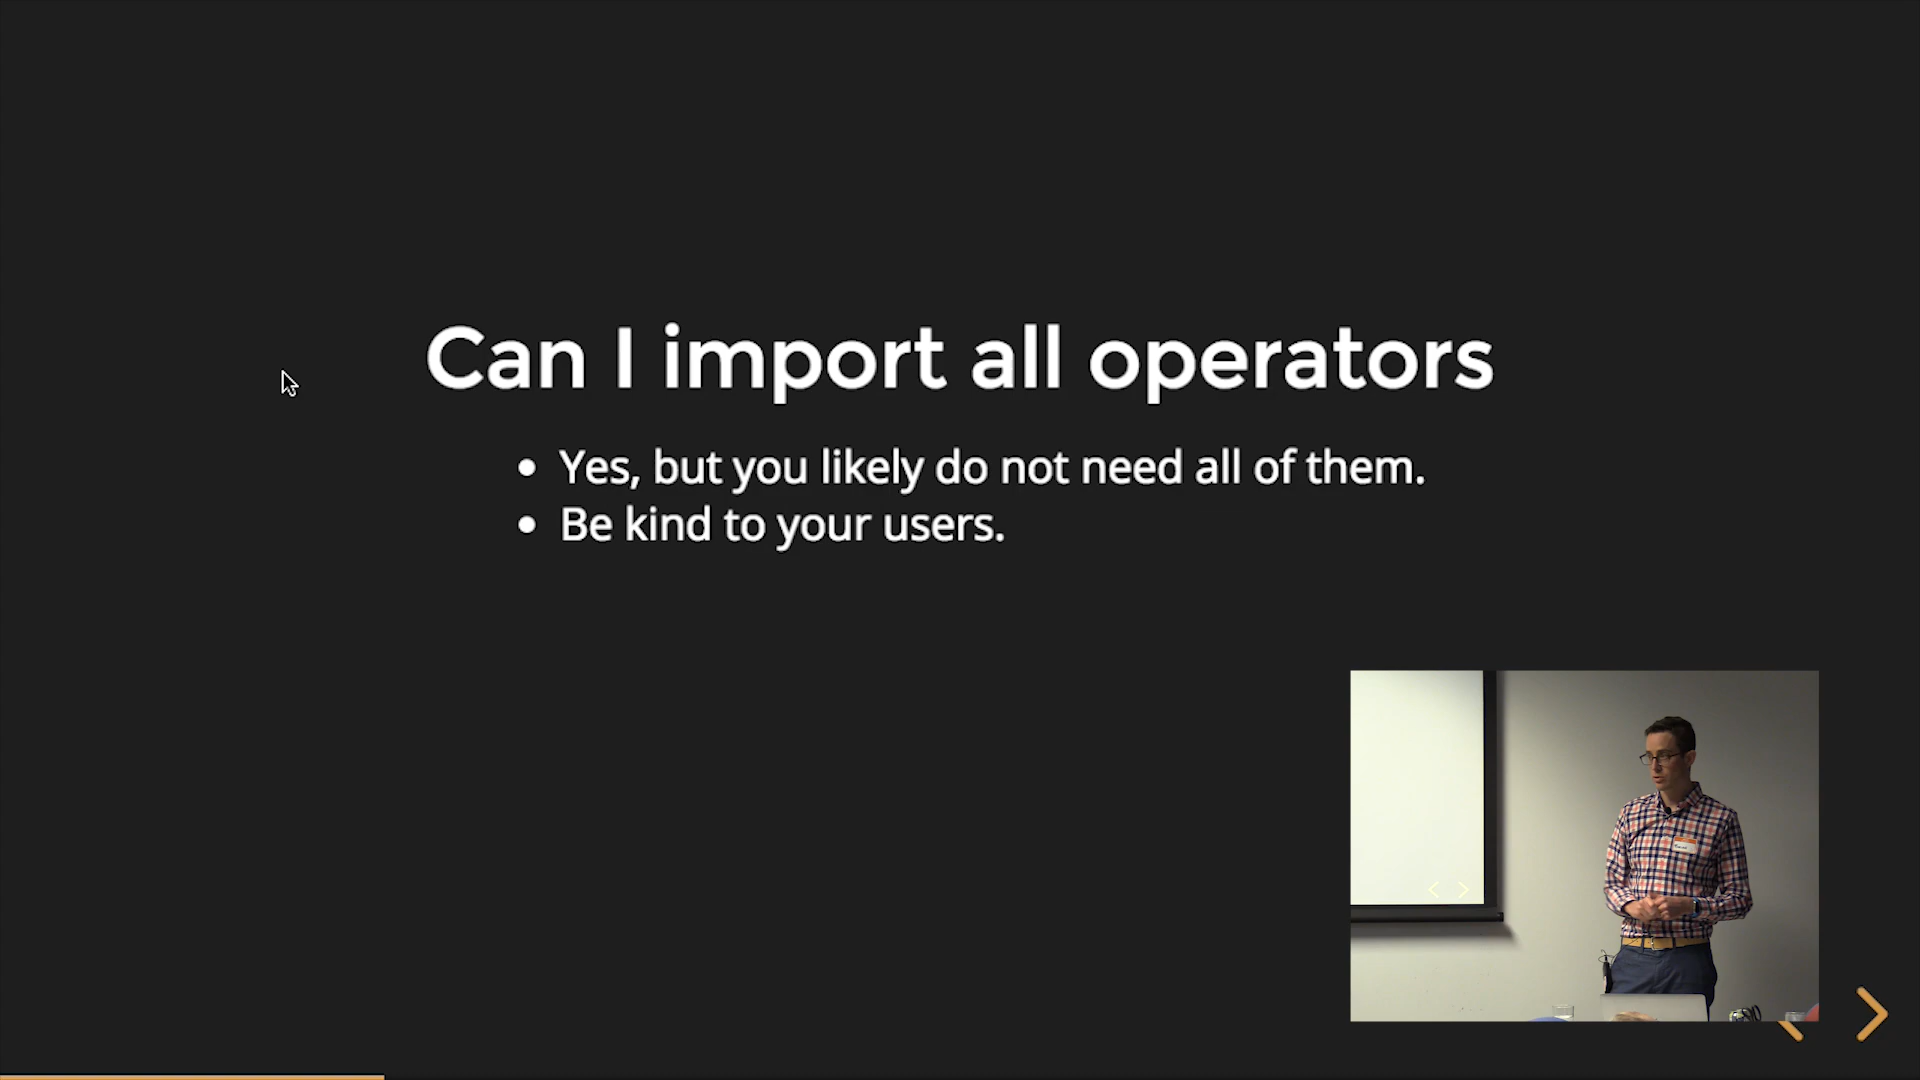 Can I import all operators
Yes, but you likely do not need all of them.
Be kind to your users.